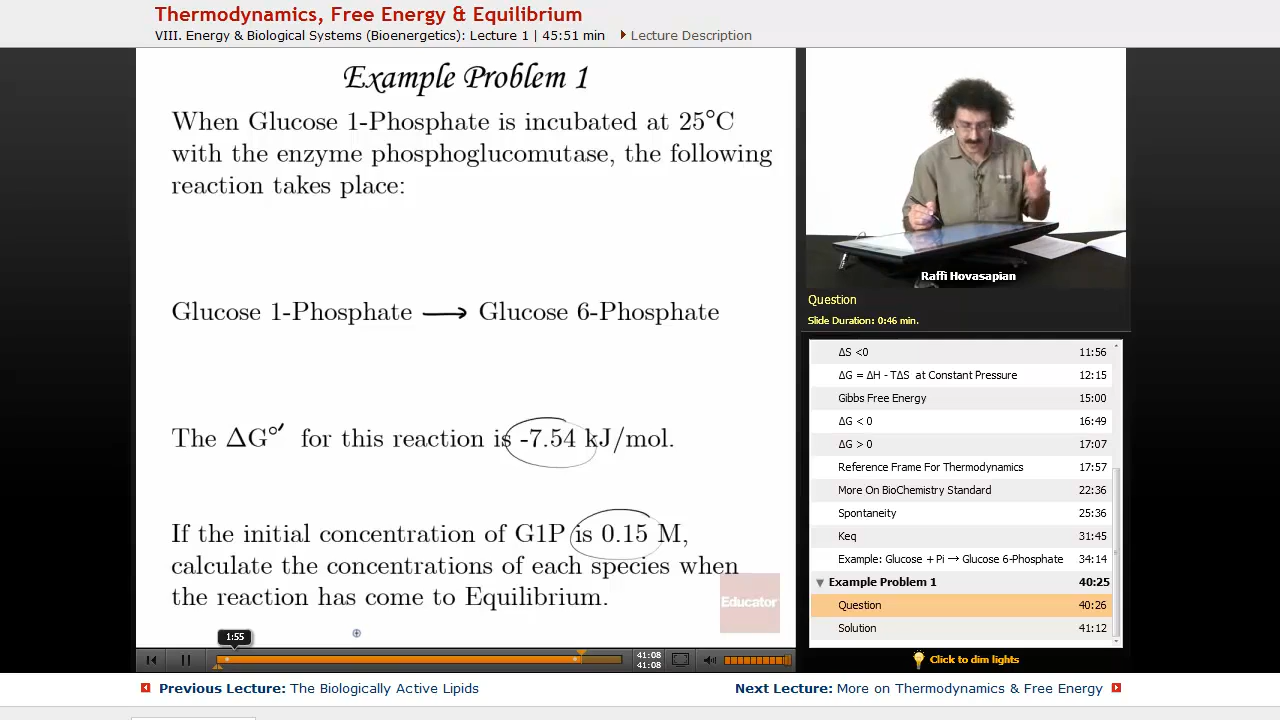 Thermodynamics, Free Energy & Equilibrium
VIII. Energy & Biological Systems (Bioenergetics): Lecture 1 | 45:51 min
Lecture Description
Example Problem 1
When Glucose 1-Phosphate is incubated at 25°C
with the enzyme phosphoglucomutase, the following
reaction takes place:
Glucose 1-Phosphate ⟶ Glucose 6-Phosphate
The ΔG°′ for this reaction is -7.54 kJ/mol.
If the initial concentration of G1P is 0.15 M,
calculate the concentrations of each species when
the reaction has come to Equilibrium.
Educator
1:55
41:08
41:08
Raffi Hovasapian
Question
Slide Duration: 0:46 min.
ΔS <0 11:56
ΔG = ΔH - TΔS at Constant Pressure 12:15
Gibbs Free Energy 15:00
ΔG < 0 16:49
ΔG > 0 17:07
Reference Frame For Thermodynamics 17:57
More On BioChemistry Standard 22:36
Spontaneity 25:36
Keq 31:45
Example: Glucose + Pi → Glucose 6-Phosphate 34:14
Example Problem 1 40:25
Question 40:26
Solution 41:12
Click to dim lights
Previous Lecture: The Biologically Active Lipids
Next Lecture: More on Thermodynamics & Free Energy